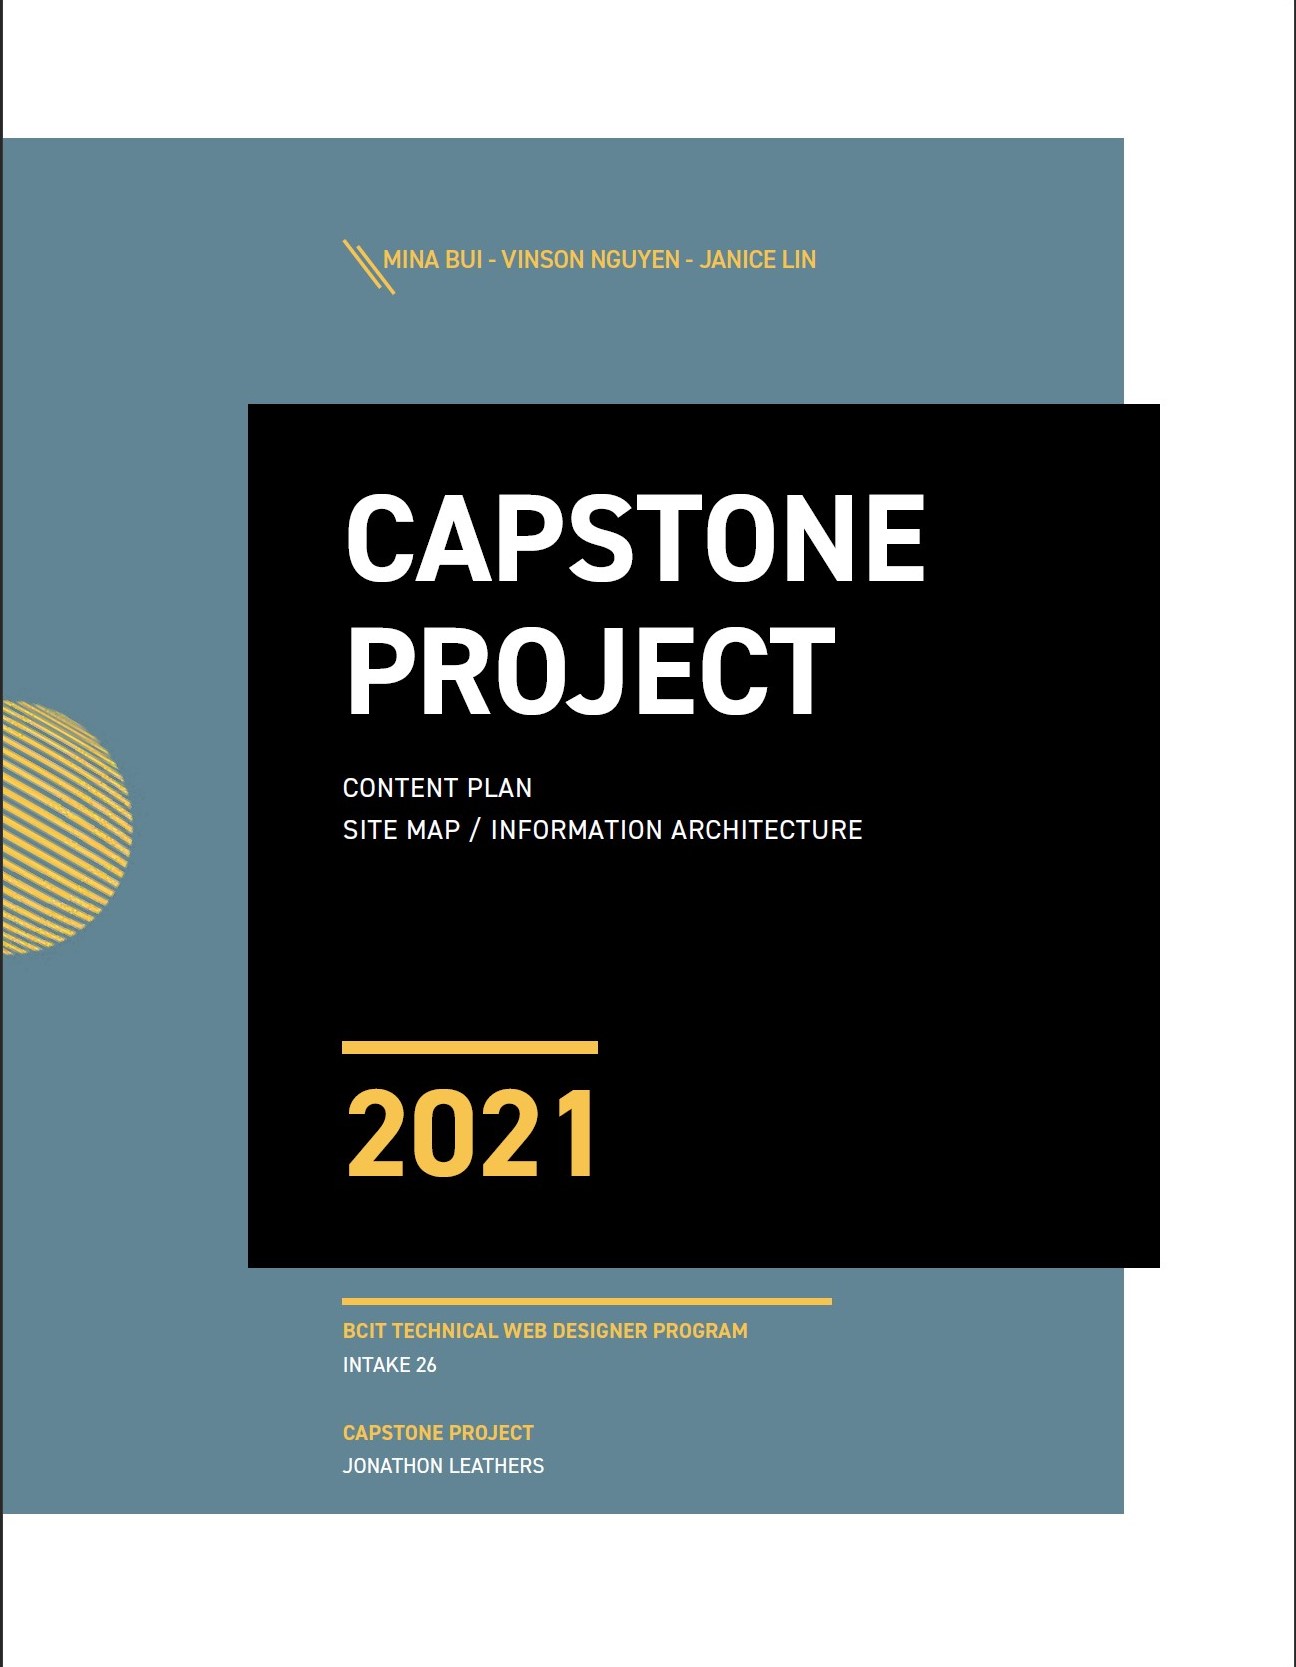 MINA BUI - VINSON NGUYEN - JANICE LIN
CAPSTONE
PROJECT
CONTENT PLAN
SITE MAP / INFORMATION ARCHITECTURE
2021
BCIT TECHNICAL WEB DESIGNER PROGRAM
INTAKE 26
CAPSTONE PROJECT
JONATHON LEATHERS